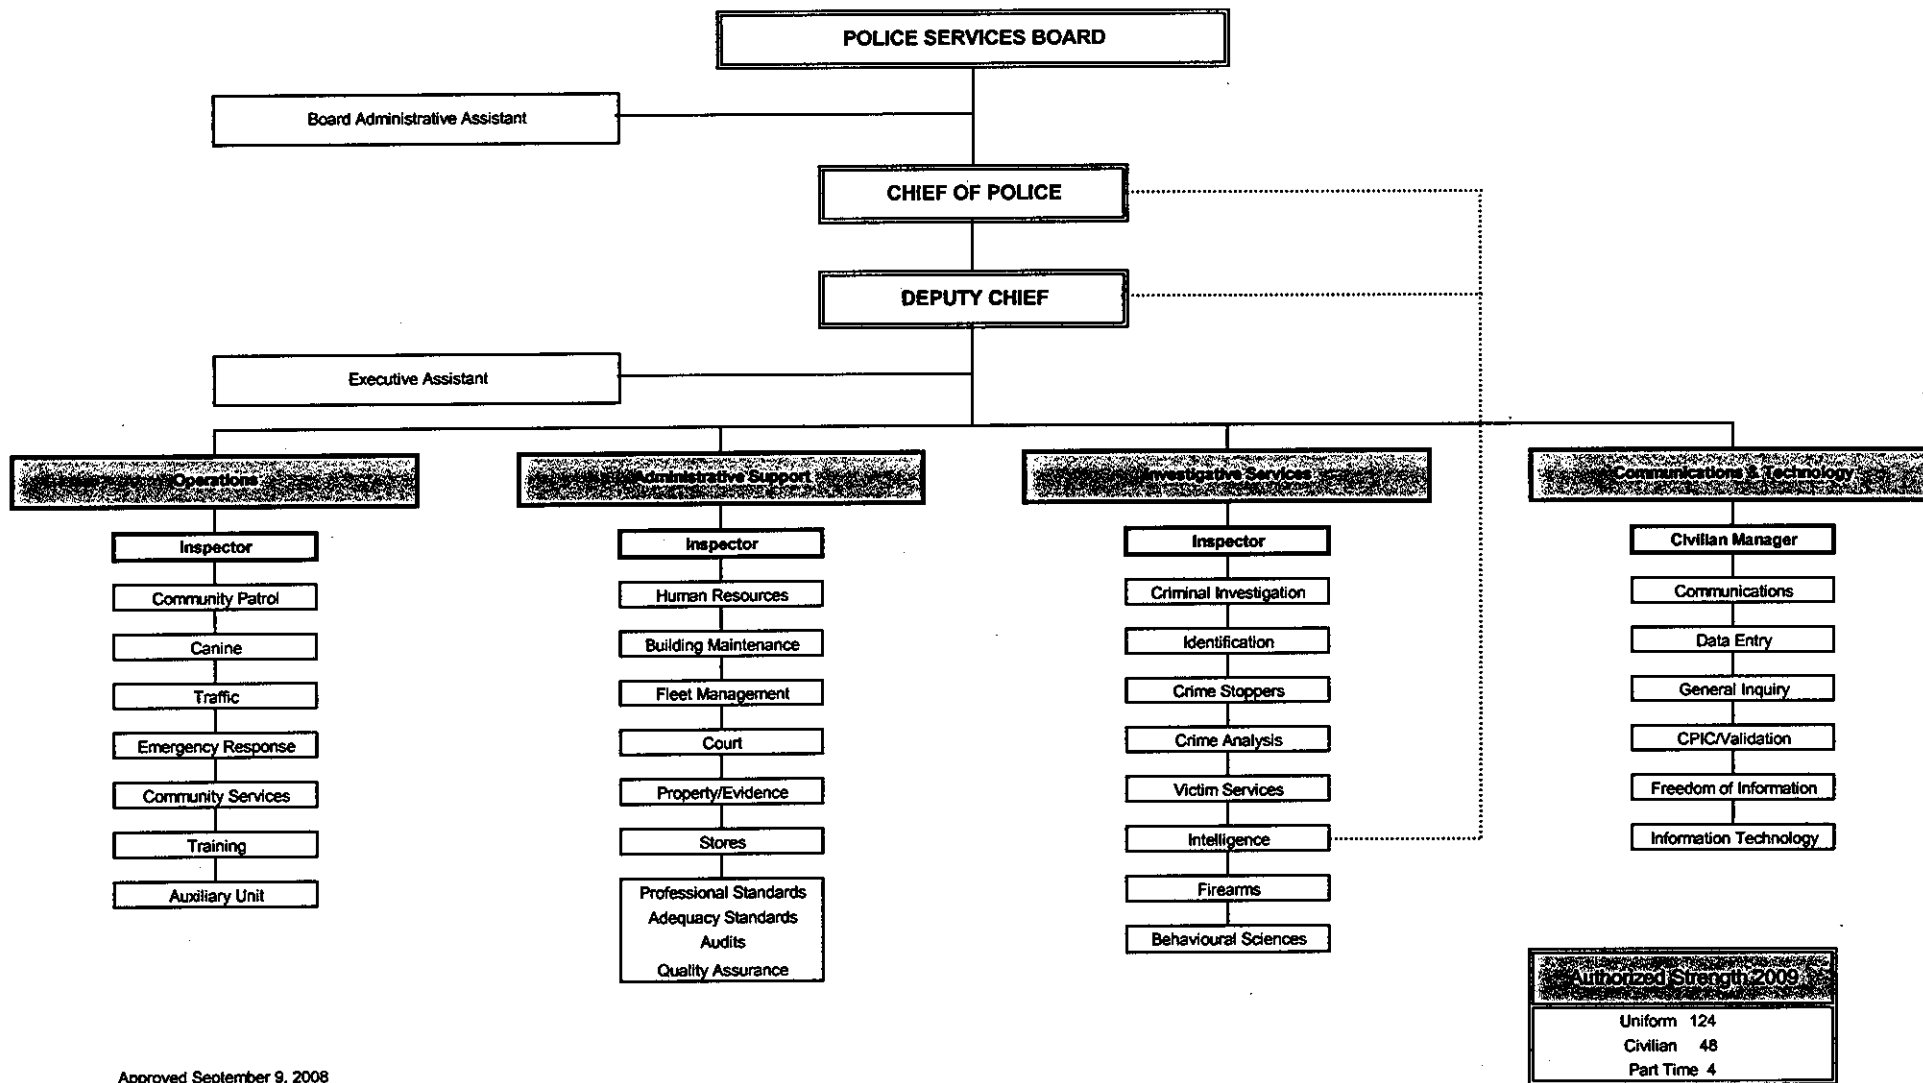 POLICE SERVICES BOARD
Board Administrative Assistant
CHIEF OF POLICE
DEPUTY CHIEF
Executive Assistant
Operations
Inspector
Community Patrol
Canine
Traffic
Emergency Response
Community Services
Training
Auxiliary Unit
Administrative Support
Inspector
Human Resources
Building Maintenance
Fleet Management
Court
Property/Evidence
Stores
Professional Standards
Adequacy Standards
Audits
Quality Assurance
Investigative Services
Inspector
Criminal Investigation
Identification
Crime Stoppers
Crime Analysis
Victim Services
Intelligence
Firearms
Behavioural Sciences
Communications & Technology
Civilian Manager
Communications
Data Entry
General Inquiry
CPIC/Validation
Freedom of Information
Information Technology
Authorized Strength 2009
Uniform 124
Civilian 48
Part Time 4
Approved September 9, 2008